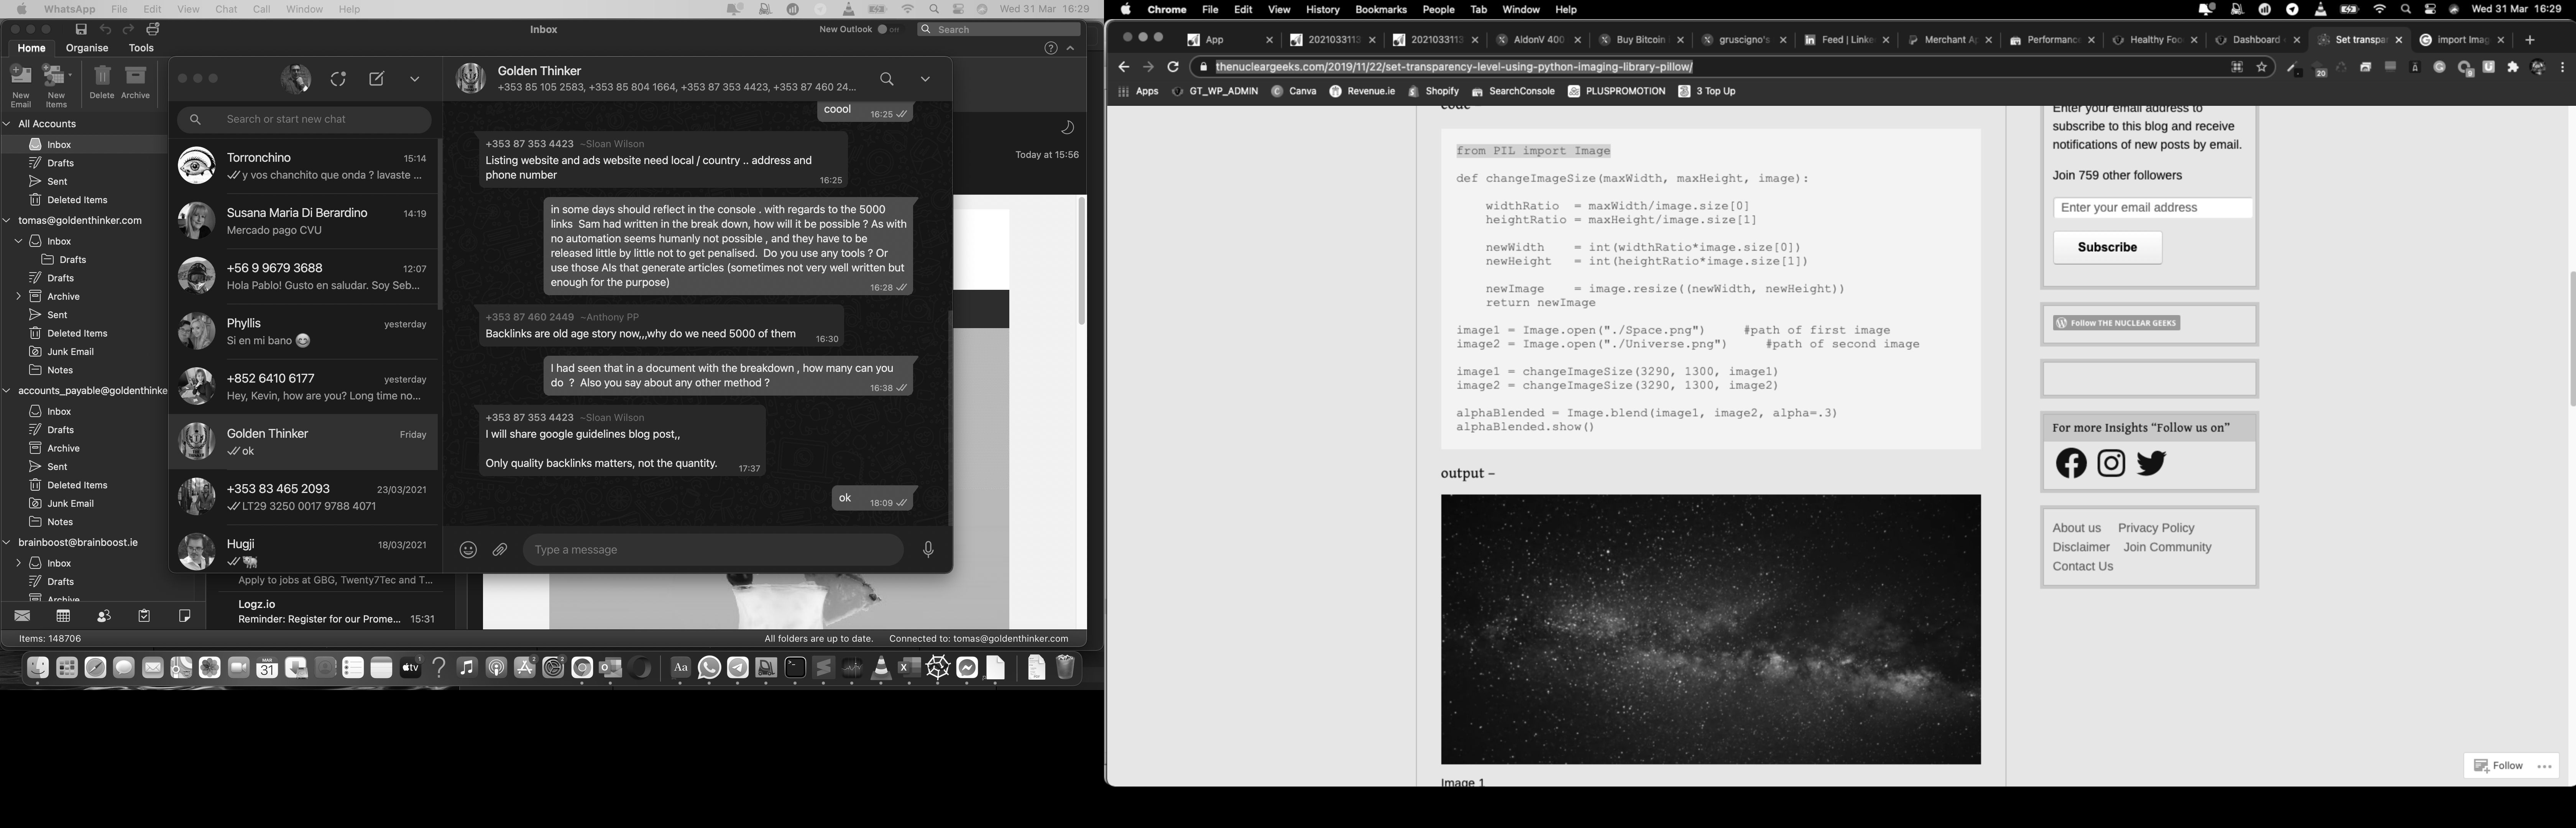 WhatsApp File Edit View Chat Call Window Help
Wed 31 Mar 16:29
Inbox
New Outlook Off
Search
Home Organise Tools
New Email
New Items
Delete
Archive
All Accounts
Inbox
Drafts
Sent
Deleted Items
tomas@goldenthinker.com
Inbox
Drafts
Drafts
Archive
Sent
Deleted Items
Junk Email
Notes
accounts_payable@goldenthinke
Inbox
Drafts
Archive
Sent
Deleted Items
Junk Email
Notes
brainboost@brainboost.ie
Inbox
Drafts
Archive
Search or start new chat
Torronchino 15:14
y vos chanchito que onda ? lavaste ...
Susana Maria Di Berardino 14:19
Mercado pago CVU
+56 9 9679 3688 12:07
Hola Pablo! Gusto en saludar. Soy Seb...
Phyllis yesterday
Si en mi bano
+852 6410 6177 yesterday
Hey, Kevin, how are you? Long time no...
Golden Thinker Friday
ok
+353 83 465 2093 23/03/2021
LT29 3250 0017 9788 4071
Hugji 18/03/2021
Golden Thinker
+353 85 105 2583, +353 85 804 1664, +353 87 353 4423, +353 87 460 24...
coool
16:25
+353 87 353 4423 ~Sloan Wilson
Listing website and ads website need local / country .. address and
phone number
16:25
in some days should reflect in the console . with regards to the 5000
links Sam had written in the break down, how will it be possible ? As with
no automation seems humanly not possible , and they have to be
released little by little not to get penalised. Do you use any tools ? Or
use those AIs that generate articles (sometimes not very well written but
enough for the purpose)
16:28
+353 87 460 2449 ~Anthony PP
Backlinks are old age story now,,,why do we need 5000 of them
16:30
I had seen that in a document with the breakdown , how many can you
do ? Also you say about any other method ?
16:38
+353 87 353 4423 ~Sloan Wilson
I will share google guidelines blog post,,
Only quality backlinks matters, not the quantity.
17:37
ok
18:09
Type a message
Today at 15:56
Apply to jobs at GBG, Twenty7Tec and T...
Logz.io
Reminder: Register for our Prome... 15:31
Items: 148706
All folders are up to date. Connected to: tomas@goldenthinker.com
MAR
31
tv
Aa
Chrome File Edit View History Bookmarks People Tab Window Help
Wed 31 Mar 16:29
App
2021033113
2021033113
AldonV 400
Buy Bitcoin
gruscigno's
Feed | Linke
Merchant Ap
Performance
Healthy Foo
Dashboard
Set transpar
import Imag
thenucleargeeks.com/2019/11/22/set-transparency-level-using-python-imaging-library-pillow/
20
Apps GT_WP_ADMIN Canva Revenue.ie Shopify SearchConsole PLUSPROMOTION 3 Top Up
code
from PIL import Image
def changeImageSize(maxWidth, maxHeight, image):
widthRatio = maxWidth/image.size[0]
heightRatio = maxHeight/image.size[1]
newWidth = int(widthRatio*image.size[0])
newHeight = int(heightRatio*image.size[1])
newImage = image.resize((newWidth, newHeight))
return newImage
image1 = Image.open("./Space.png") #path of first image
image2 = Image.open("./Universe.png") #path of second image
image1 = changeImageSize(3290, 1300, image1)
image2 = changeImageSize(3290, 1300, image2)
alphaBlended = Image.blend(image1, image2, alpha=.3)
alphaBlended.show()
output –
Image 1
Enter your email address to
subscribe to this blog and receive
notifications of new posts by email.
Join 759 other followers
Enter your email address
Subscribe
Follow THE NUCLEAR GEEKS
For more Insights “Follow us on”
About us Privacy Policy
Disclaimer Join Community
Contact Us
Follow